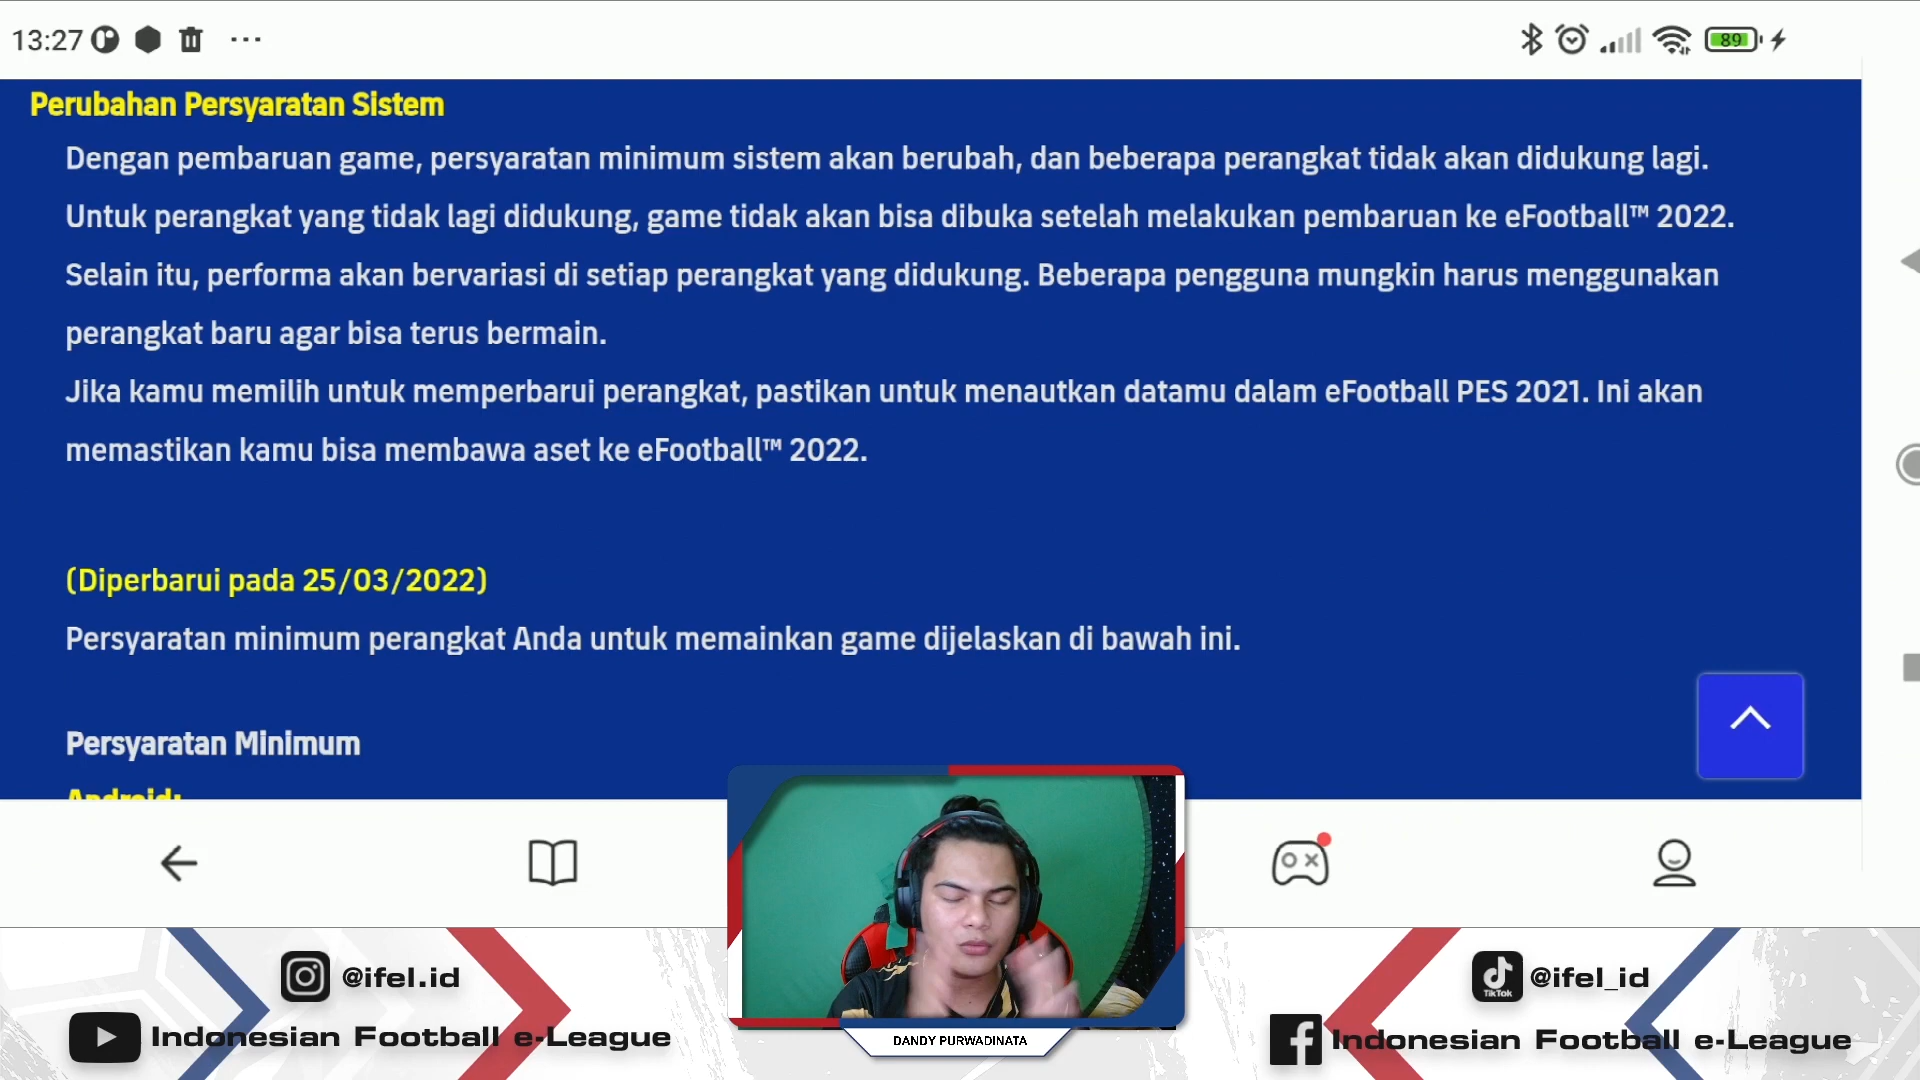 13:27
89
Perubahan Persyaratan Sistem
Dengan pembaruan game, persyaratan minimum sistem akan berubah, dan beberapa perangkat tidak akan didukung lagi.
Untuk perangkat yang tidak lagi didukung, game tidak akan bisa dibuka setelah melakukan pembaruan ke eFootball™ 2022.
Selain itu, performa akan bervariasi di setiap perangkat yang didukung. Beberapa pengguna mungkin harus menggunakan
perangkat baru agar bisa terus bermain.
Jika kamu memilih untuk memperbarui perangkat, pastikan untuk menautkan datamu dalam eFootball PES 2021. Ini akan
memastikan kamu bisa membawa aset ke eFootball™ 2022.
(Diperbarui pada 25/03/2022)
Persyaratan minimum perangkat Anda untuk memainkan game dijelaskan di bawah ini.
Persyaratan Minimum
Android:
@ifel.id
Indonesian Football e-League
DANDY PURWADINATA
TikTok
@ifel_id
Indonesian Football e-League